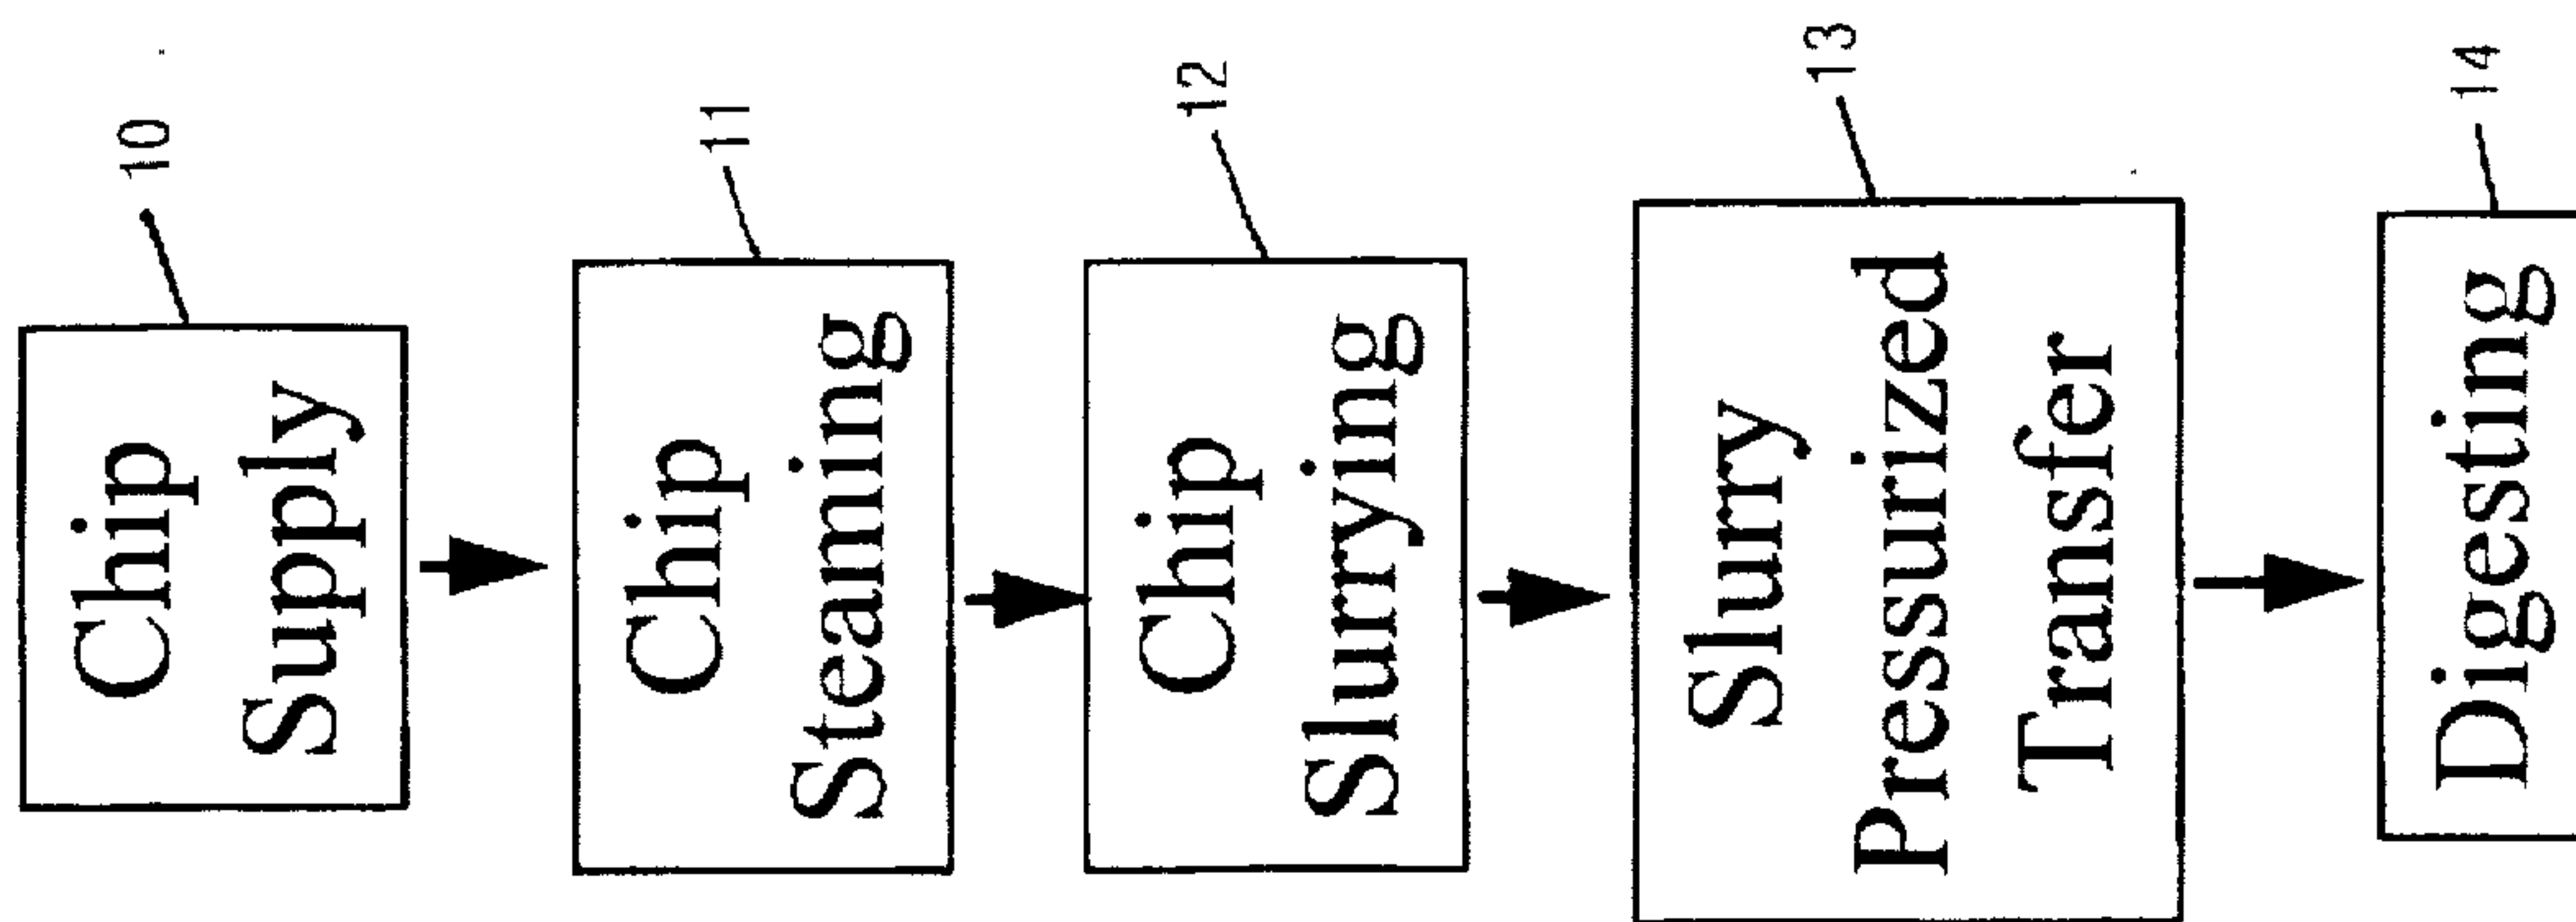 10
Chip
Supply
11
Chip
Steaming
12
Chip
Slurrying
13
Slurry
Pressurized
Transfer
14
Digesting